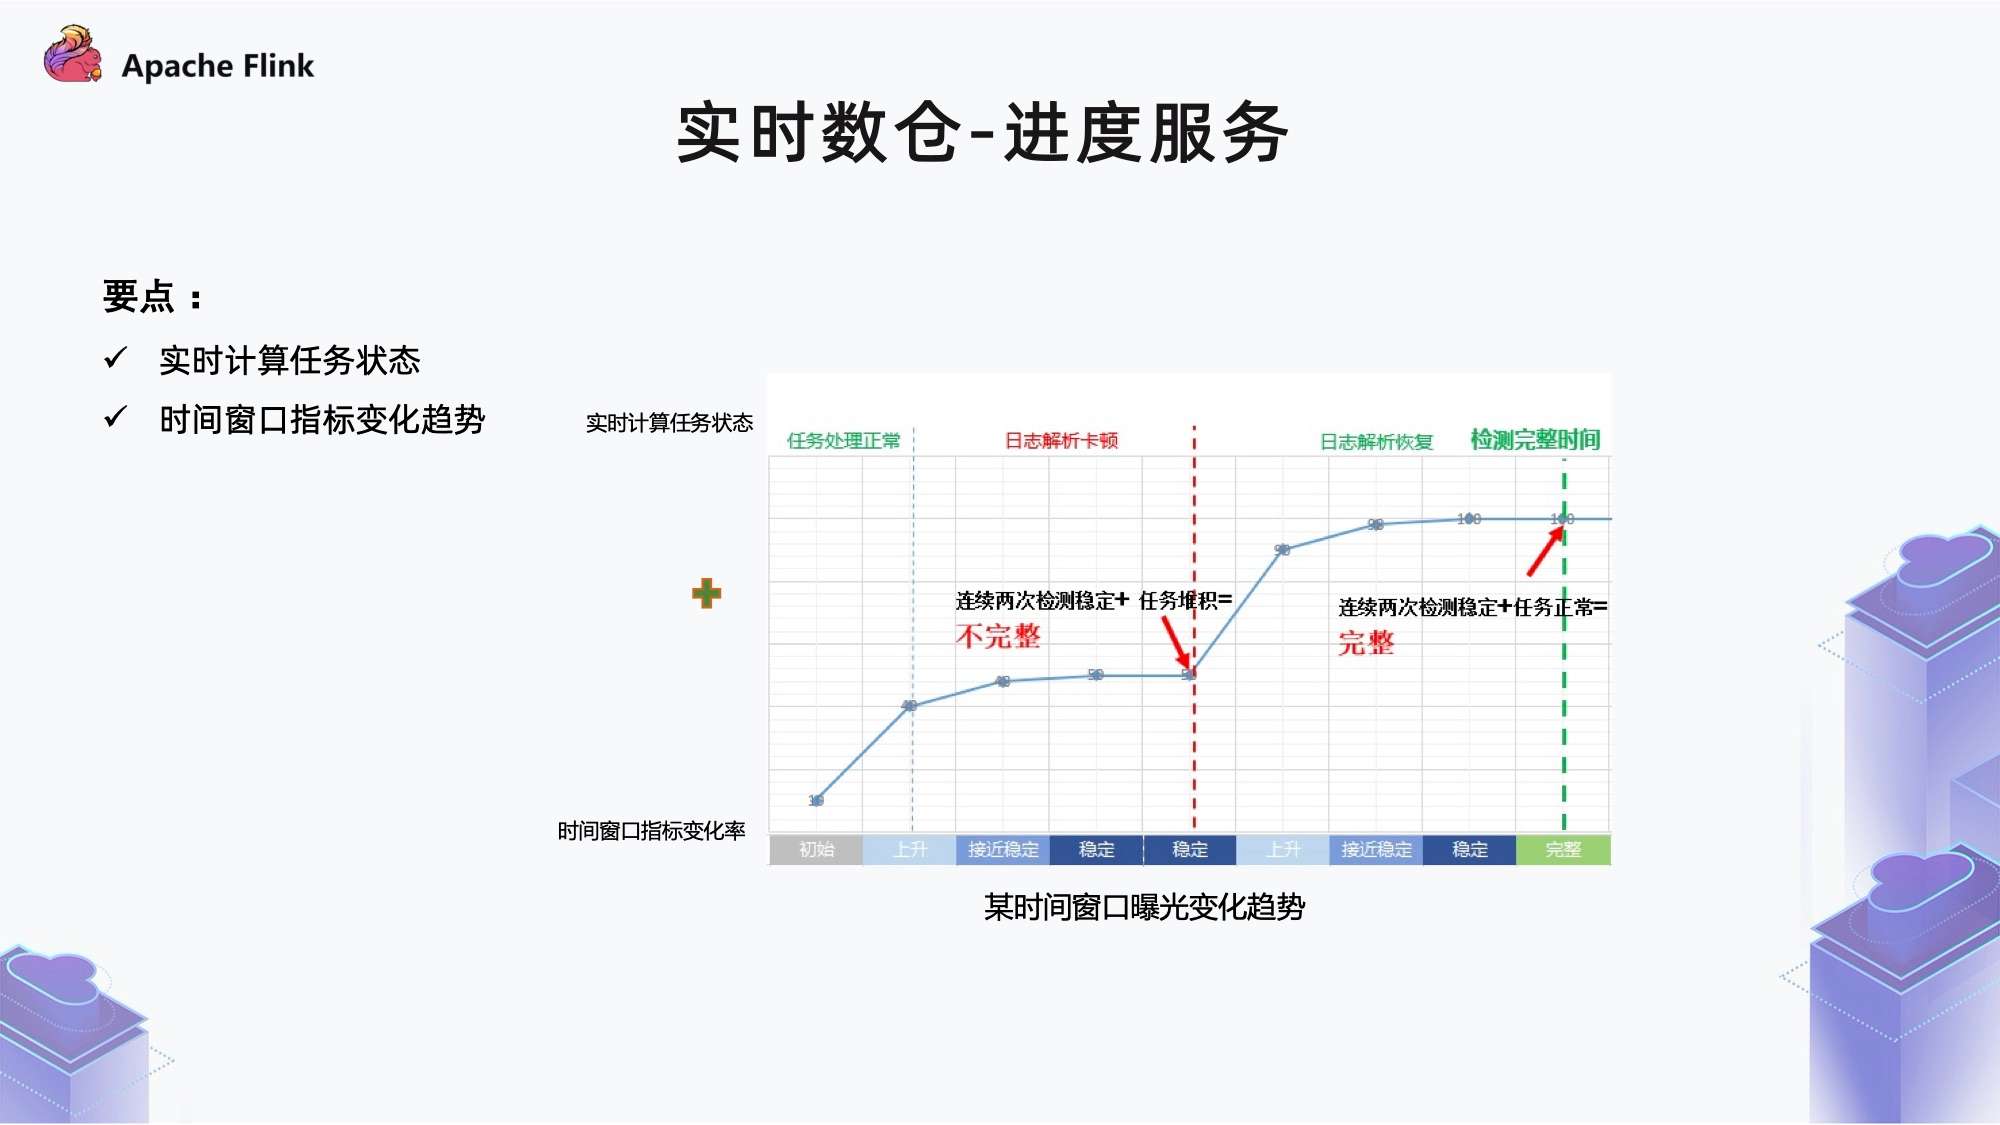 Apache Flink
实时数仓-进度服务
要点：
✓ 实时计算任务状态
✓ 时间窗口指标变化趋势
实时计算任务状态
任务处理正常 日志解析卡顿 日志解析恢复 检测完整时间
100 100
连续两次检测稳定+ 任务堆积=
不完整
连续两次检测稳定+任务正常=
完整
时间窗口指标变化率
初始 上升 接近稳定 稳定 稳定 上升 接近稳定 稳定 完整
某时间窗口曝光变化趋势